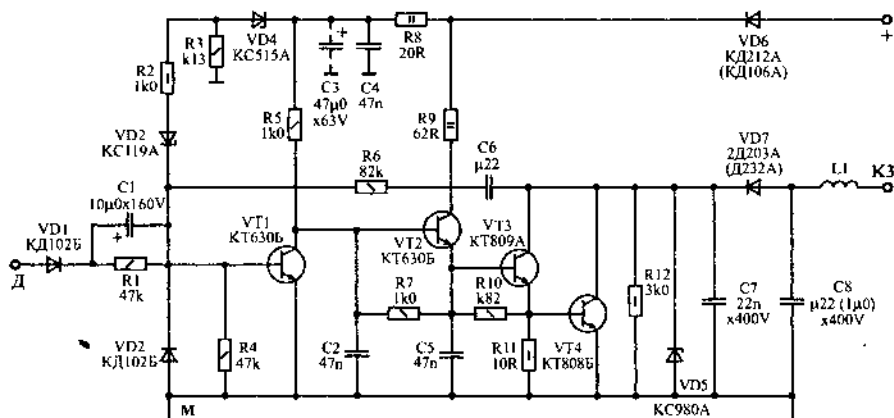 R3
k13
VD4
КС515А
R8
20R
VD6
КД212А
(КД106А)
+
R2
1k0
C3
47µ0
x63V
C4
47n
R5
1k0
R9
62R
VD2
КС119А
C6
µ22
R6
82k
VD7
2Д203А
(Д232А)
L1
КЗ
C1
10µ0x160V
+
VD1
КД102Б
Д
R1
47k
VT1
КТ630Б
VT2
КТ630Б
VT3
КТ809А
R7
1k0
R10
k82
R12
3k0
C7
22n
x400V
C8
µ22 (1µ0)
x400V
VD2
КД102Б
R4
47k
C2
47n
C5
47n
R11
10R
VT4
КТ808Б
VD5
КС980А
М